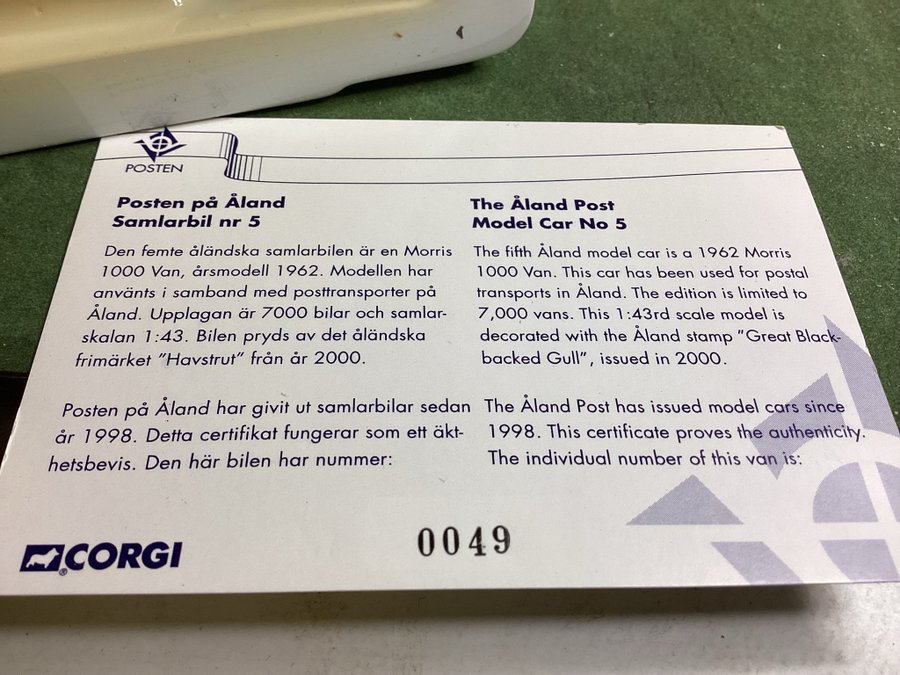 POSTEN
Posten på Åland
Samlarbil nr 5
Den femte åländska samlarbilen är en Morris
1000 Van, årsmodell 1962. Modellen har
använts i samband med posttransporter på
Åland. Upplagan är 7000 bilar och samlar-
skalan 1:43. Bilen pryds av det åländska
frimärket "Havstrut" från år 2000.
Posten på Åland har givit ut samlarbilar sedan
år 1998. Detta certifikat fungerar som ett äkt-
hetsbevis. Den här bilen har nummer:
The Åland Post
Model Car No 5
The fifth Åland model car is a 1962 Morris
1000 Van. This car has been used for postal
transports in Åland. The edition is limited to
7,000 vans. This 1:43rd scale model is
decorated with the Åland stamp "Great Black-
backed Gull", issued in 2000.
The Åland Post has issued model cars since
1998. This certificate proves the authenticity.
The individual number of this van is:
CORGI
0049